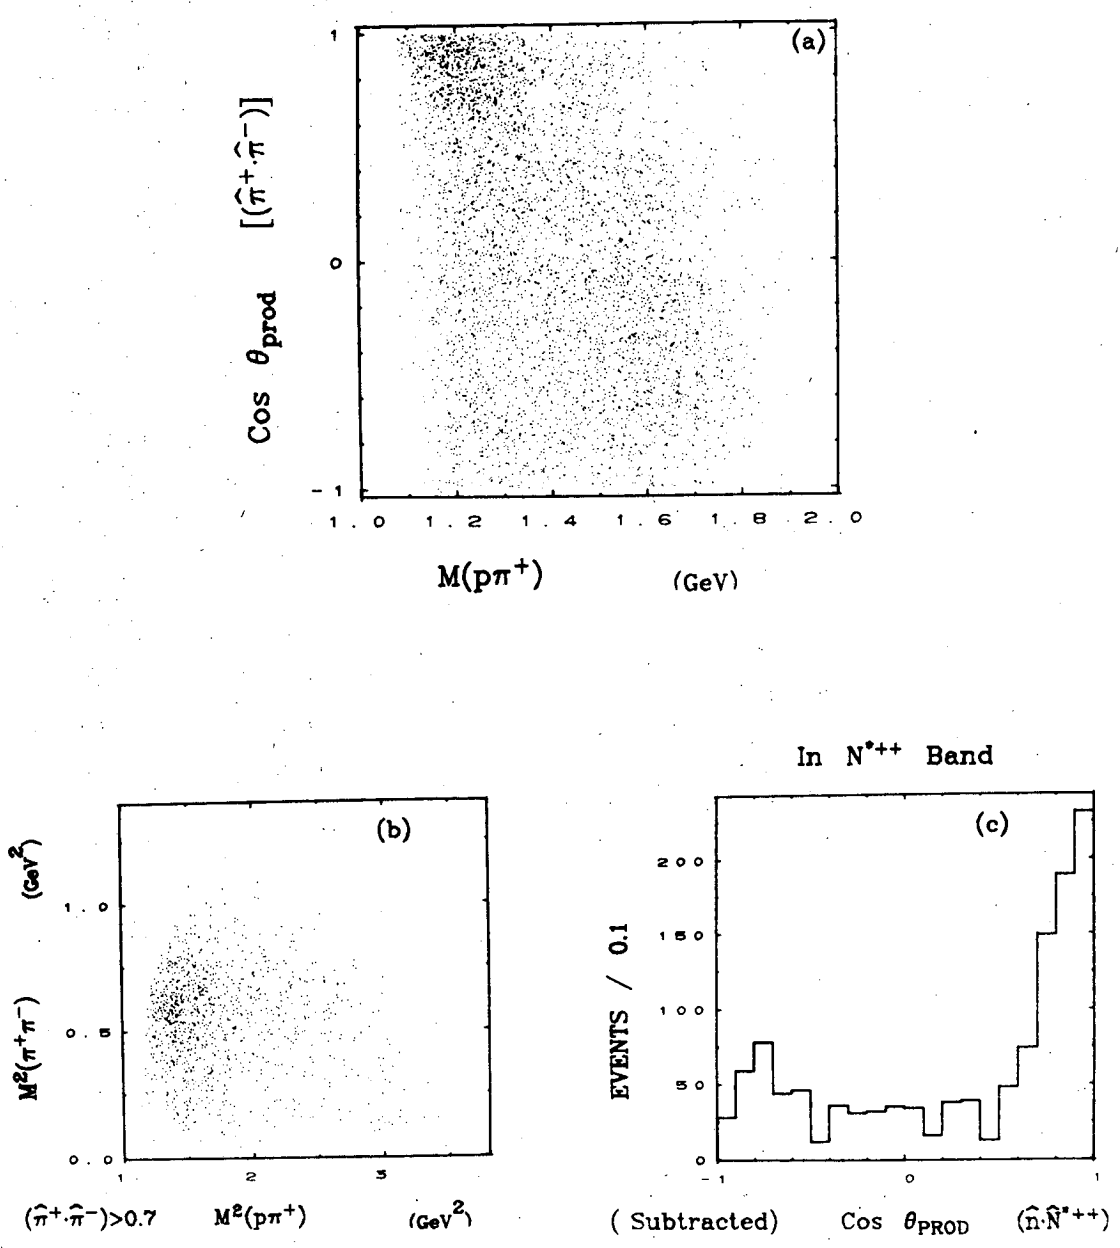 (a)
1
0
-1
Cos θprod [(π̂⁺·π̂⁻)]
1.0 1.2 1.4 1.6 1.8 2.0
M(pπ⁺) (GeV)
In N*⁺⁺ Band
(b)
1.0
0.5
0.0
M²(π⁺π⁻) (GeV²)
1 2 3
(π̂⁺·π̂⁻)>0.7 M²(pπ⁺) (GeV²)
(c)
200
150
100
50
0
EVENTS / 0.1
-1 0 1
(Subtracted) Cos θPROD (n̂·N̂*⁺⁺)